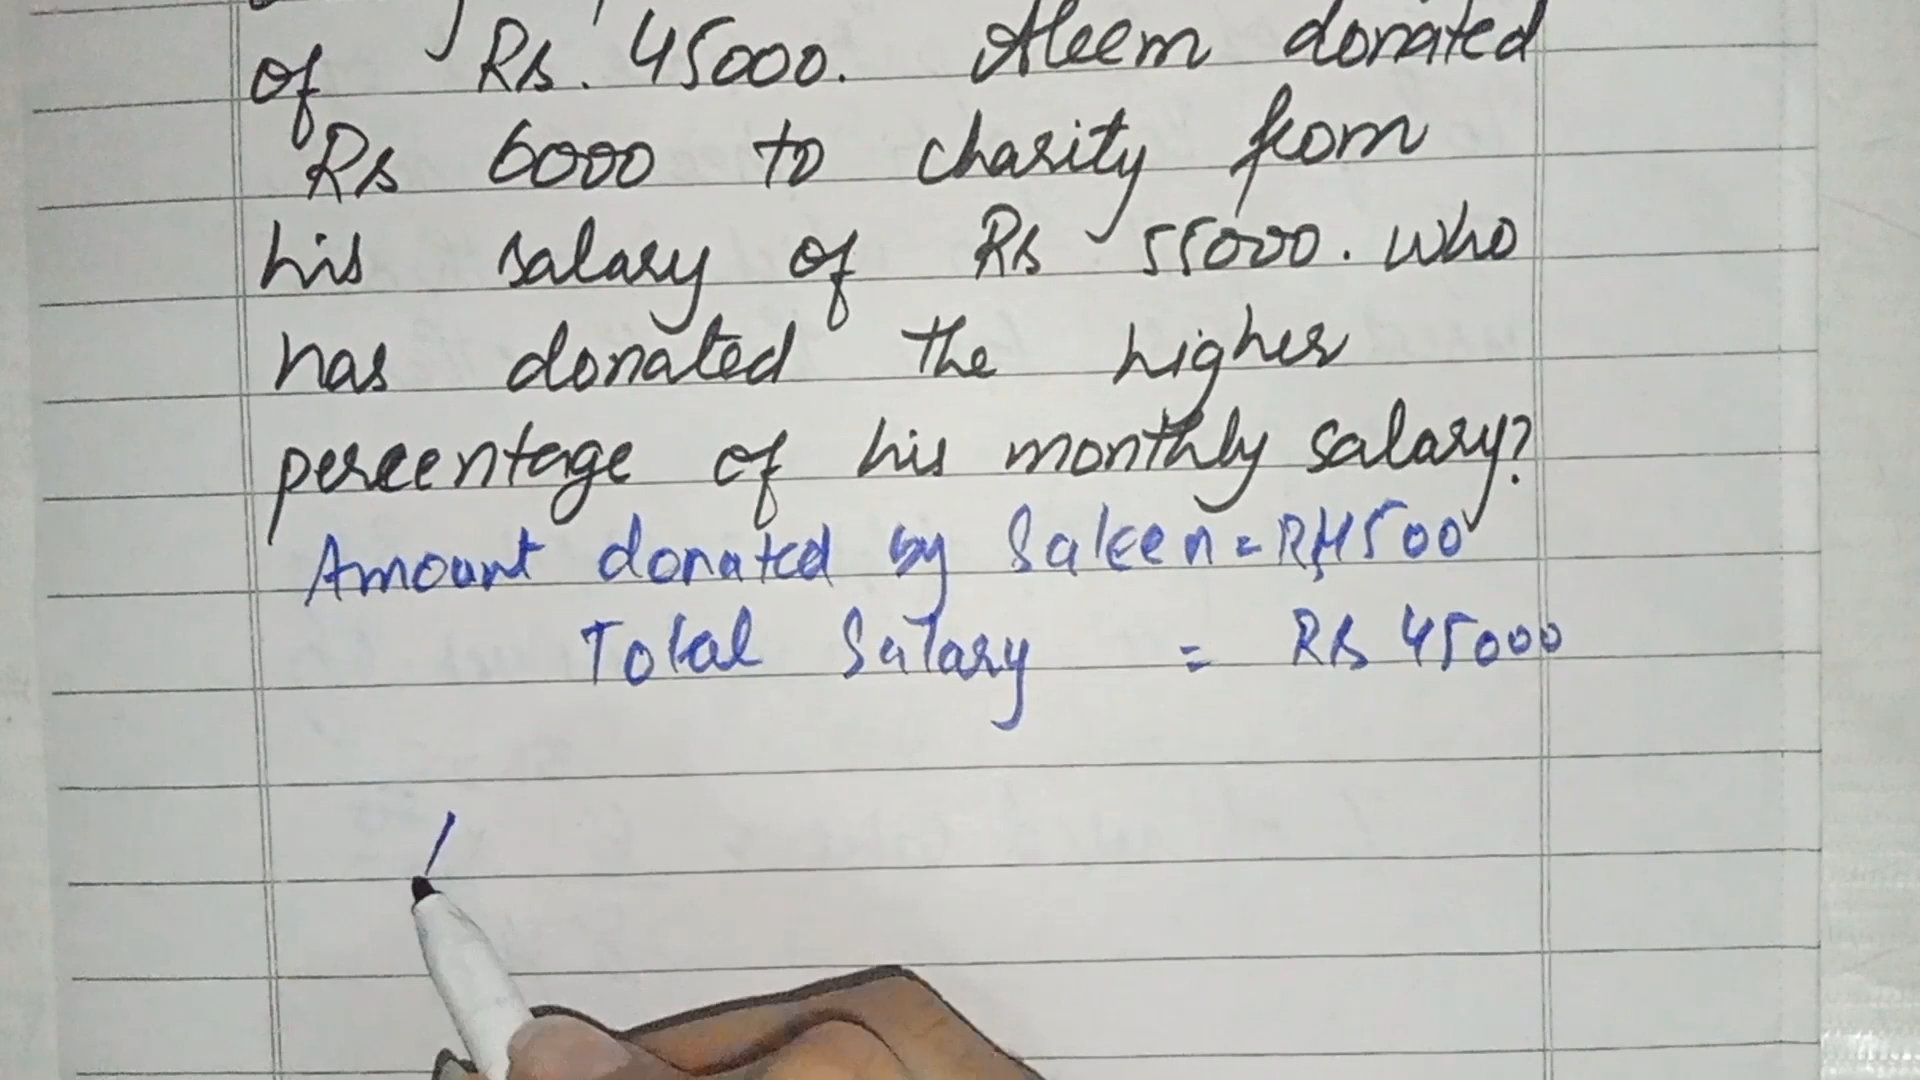 of Rs. 45000. Aleem donated
Rs 6000 to charity from
his salary of Rs 55000. Who
has donated the higher
percentage of his monthly salary?
Amount donated by Saleem = Rs 4500
Total Salary = Rs 45000